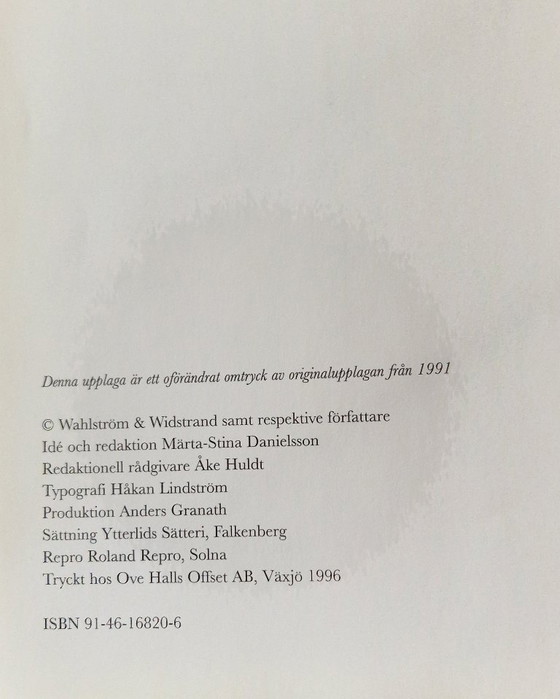 Denna upplaga är ett oförändrat omtryck av originalupplagan från 1991
© Wahlström & Widstrand samt respektive författare
Idé och redaktion Märta-Stina Danielsson
Redaktionell rådgivare Åke Huldt
Typografi Håkan Lindström
Produktion Anders Granath
Sättning Ytterlids Sätteri, Falkenberg
Repro Roland Repro, Solna
Tryckt hos Ove Halls Offset AB, Växjö 1996
ISBN 91-46-16820-6